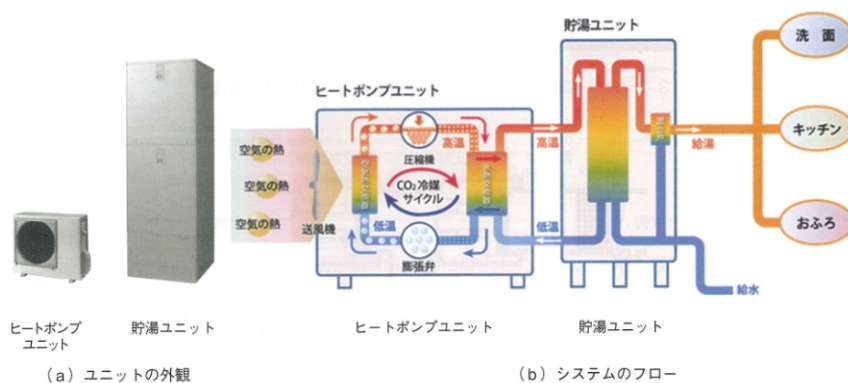 貯湯ユニット
ヒートポンプユニット
洗 面
キッチン
おふろ
空気の熱
空気の熱
空気の熱
送風機
圧縮機
高温
CO₂冷媒
サイクル
低温
膨張弁
高温
低温
給湯
給水
ヒートポンプ
ユニット
貯湯ユニット
ヒートポンプユニット
貯湯ユニット
(a) ユニットの外観
(b) システムのフロー